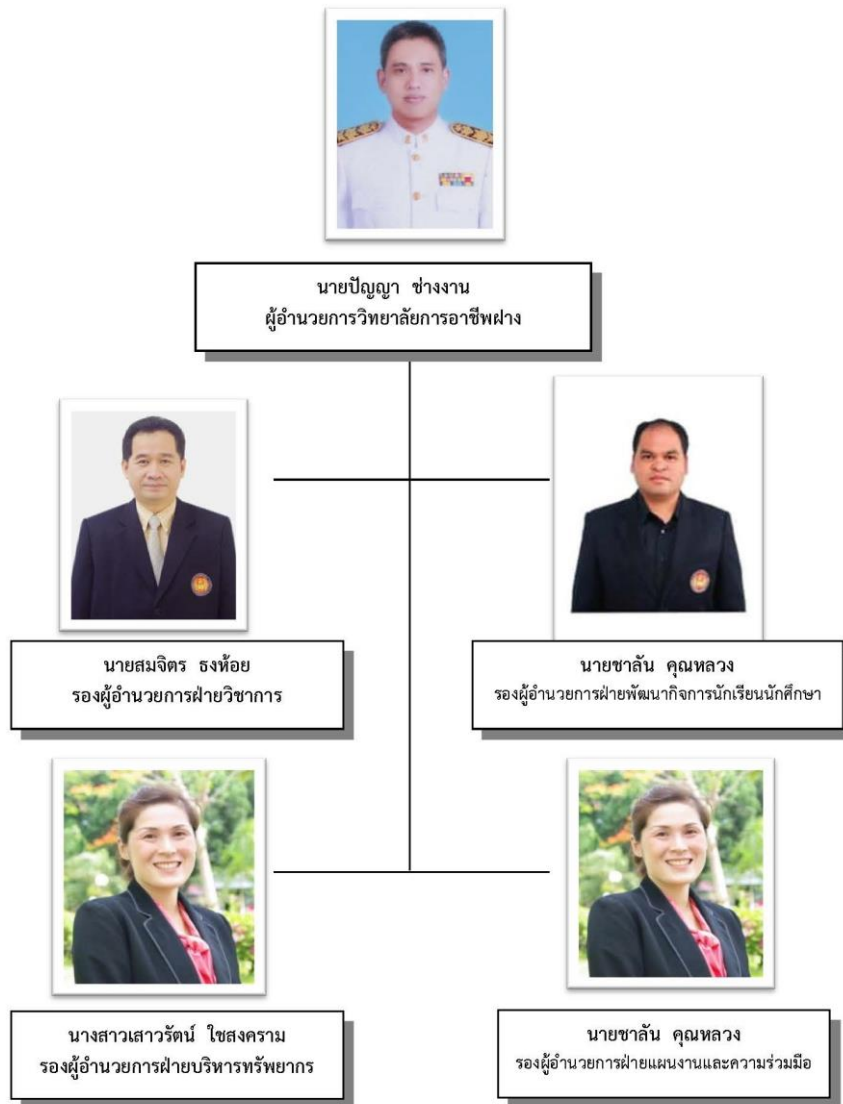 นายปัญญา ช่างงาน
ผู้อำนวยการวิทยาลัยการอาชีพฝาง
นายสมจิตร ธงห้อย
รองผู้อำนวยการฝ่ายวิชาการ
นายชาลัน คุณหลวง
รองผู้อำนวยการฝ่ายพัฒนากิจการนักเรียนนักศึกษา
นางสาวเสาวรัตน์ ใชสงคราม
รองผู้อำนวยการฝ่ายบริหารทรัพยากร
นายชาลัน คุณหลวง
รองผู้อำนวยการฝ่ายแผนงานและความร่วมมือ